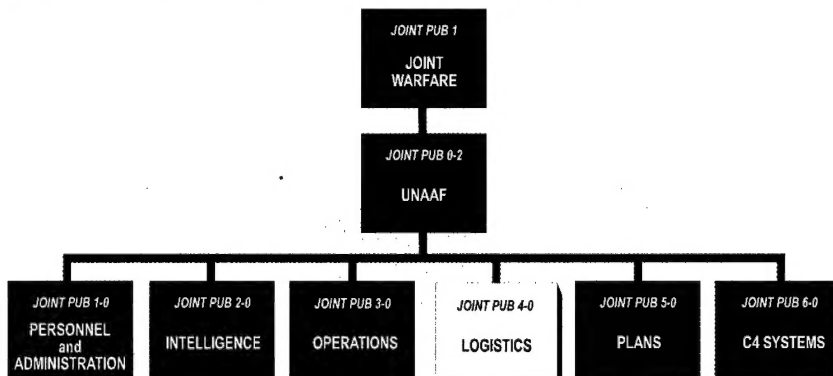 JOINT PUB 1
JOINT
WARFARE
JOINT PUB 0-2
UNAAF
JOINT PUB 1-0
PERSONNEL
and
ADMINISTRATION
JOINT PUB 2-0
INTELLIGENCE
JOINT PUB 3-0
OPERATIONS
JOINT PUB 4-0
LOGISTICS
JOINT PUB 5-0
PLANS
JOINT PUB 6-0
C4 SYSTEMS